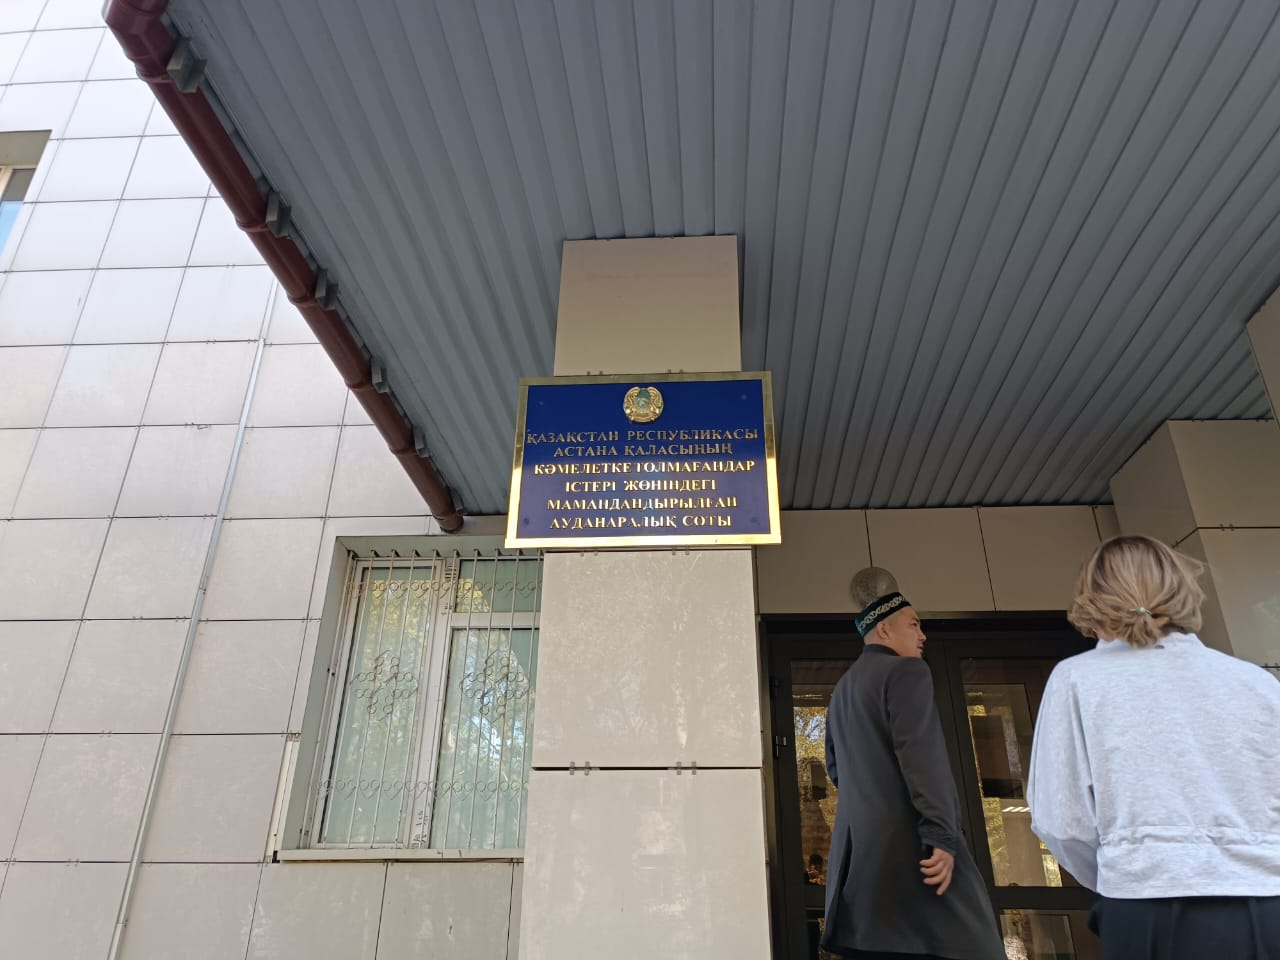 ҚАЗАҚСТАН РЕСПУБЛИКАСЫ
АСТАНА ҚАЛАСЫНЫҢ
КӘМЕЛЕТКЕ ТОЛМАҒАНДАР
ІСТЕРІ ЖӨНІНДЕГІ
МАМАНДАНДЫРЫЛҒАН
АУДАНАРАЛЫҚ СОТЫ